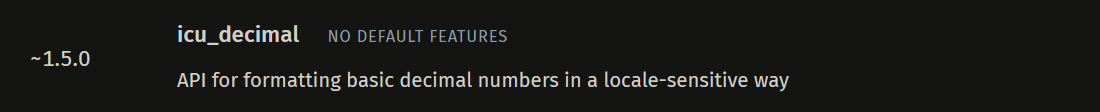 icu_decimal NO DEFAULT FEATURES
~1.5.0
API for formatting basic decimal numbers in a locale-sensitive way